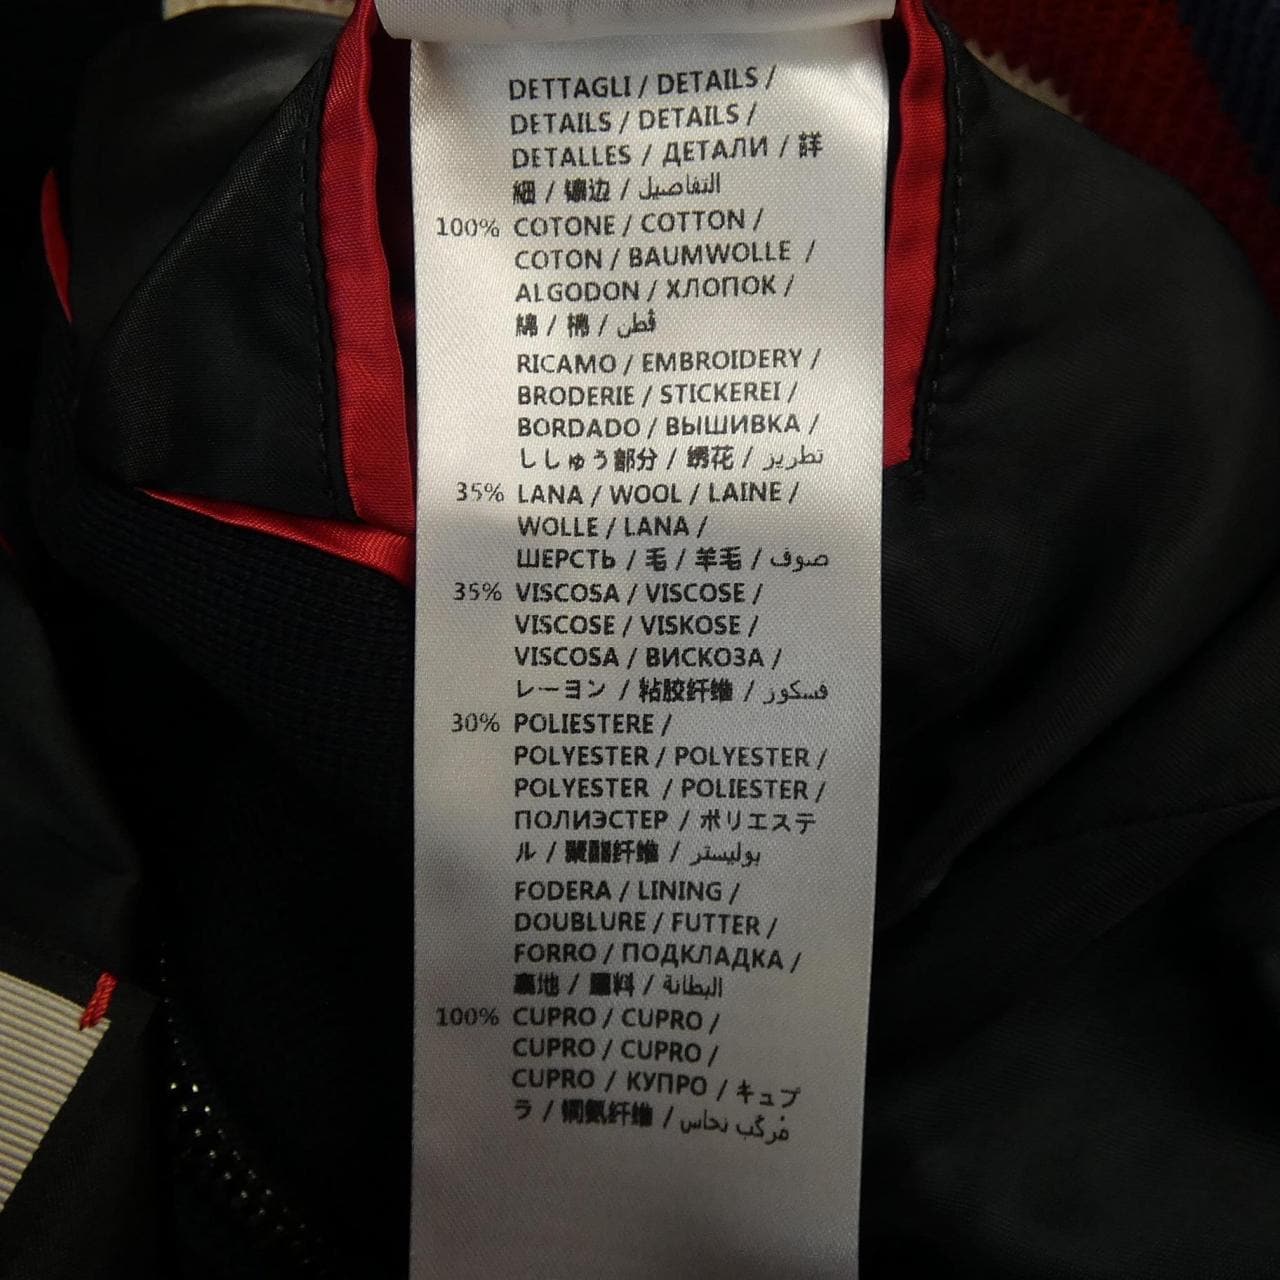 DETTAGLI / DETAILS /
DETAILS / DETAILS /
DETALLES / ДЕТАЛИ / 詳
細 / 镶边 / التفاصيل
100% COTONE / COTTON /
COTON / BAUMWOLLE /
ALGODON / ХЛОПОК /
綿 / 棉 / قطن
RICAMO / EMBROIDERY /
BRODERIE / STICKEREI /
BORDADO / ВЫШИВКА /
ししゅう部分 / 绣花 / تطريز
35% LANA / WOOL / LAINE /
WOLLE / LANA /
ШЕРСТЬ / 毛 / 羊毛 / صوف
35% VISCOSA / VISCOSE /
VISCOSE / VISKOSE /
VISCOSA / ВИСКОЗА /
レーヨン / 粘胶纤维 / فسكوز
30% POLIESTERE /
POLYESTER / POLYESTER /
POLYESTER / POLIESTER /
ПОЛИЭСТЕР / ポリエステ
ル / 聚酯纤维 / بوليستر
FODERA / LINING /
DOUBLURE / FUTTER /
FORRO / ПОДКЛАДКА /
裏地 / 里料 / البطانة
100% CUPRO / CUPRO /
CUPRO / CUPRO /
CUPRO / КУПРО / キュプ
ラ / 铜氨纤维 / مُركّب نحاس